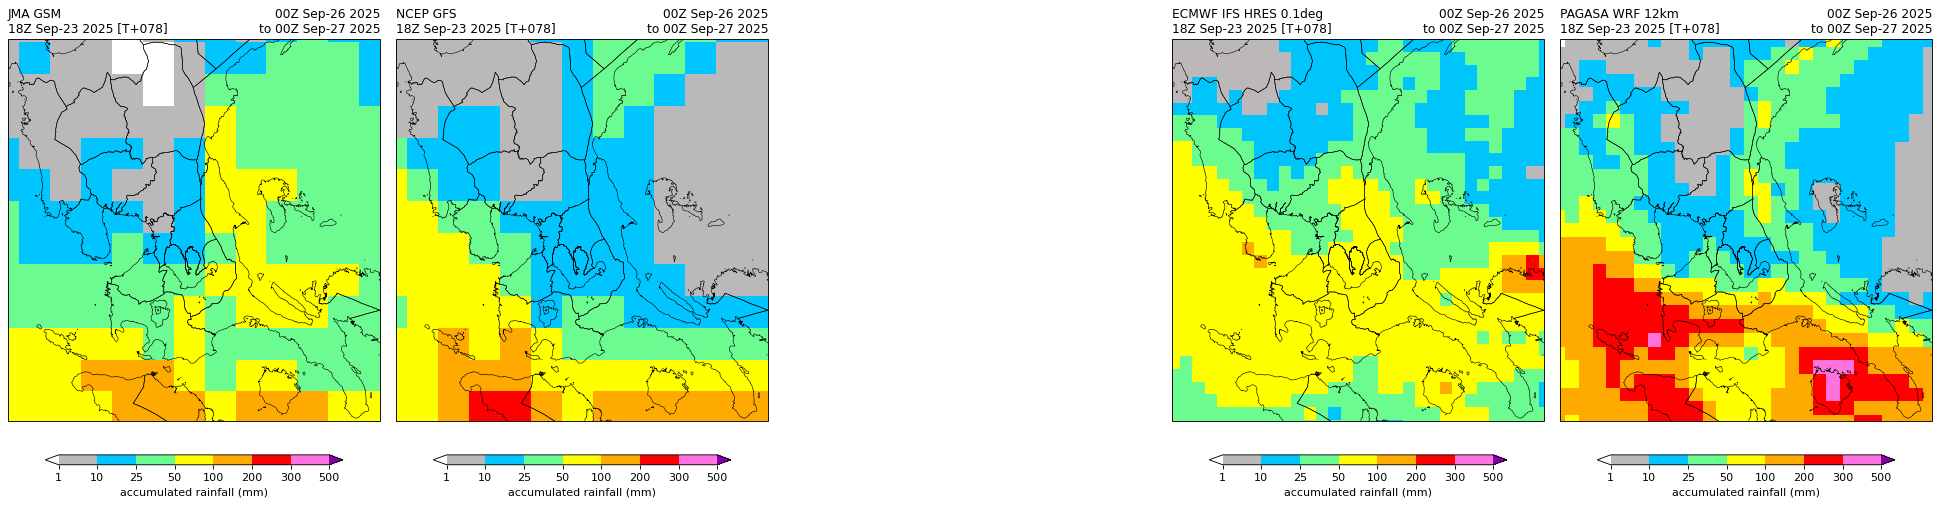 JMA GSM 00Z Sep-26 2025
18Z Sep-23 2025 [T+078] to 00Z Sep-27 2025
1 10 25 50 100 200 300 500
accumulated rainfall (mm)
NCEP GFS 00Z Sep-26 2025
18Z Sep-23 2025 [T+078] to 00Z Sep-27 2025
1 10 25 50 100 200 300 500
accumulated rainfall (mm)
ECMWF IFS HRES 0.1deg 00Z Sep-26 2025
18Z Sep-23 2025 [T+078] to 00Z Sep-27 2025
1 10 25 50 100 200 300 500
accumulated rainfall (mm)
PAGASA WRF 12km 00Z Sep-26 2025
18Z Sep-23 2025 [T+078] to 00Z Sep-27 2025
1 10 25 50 100 200 300 500
accumulated rainfall (mm)